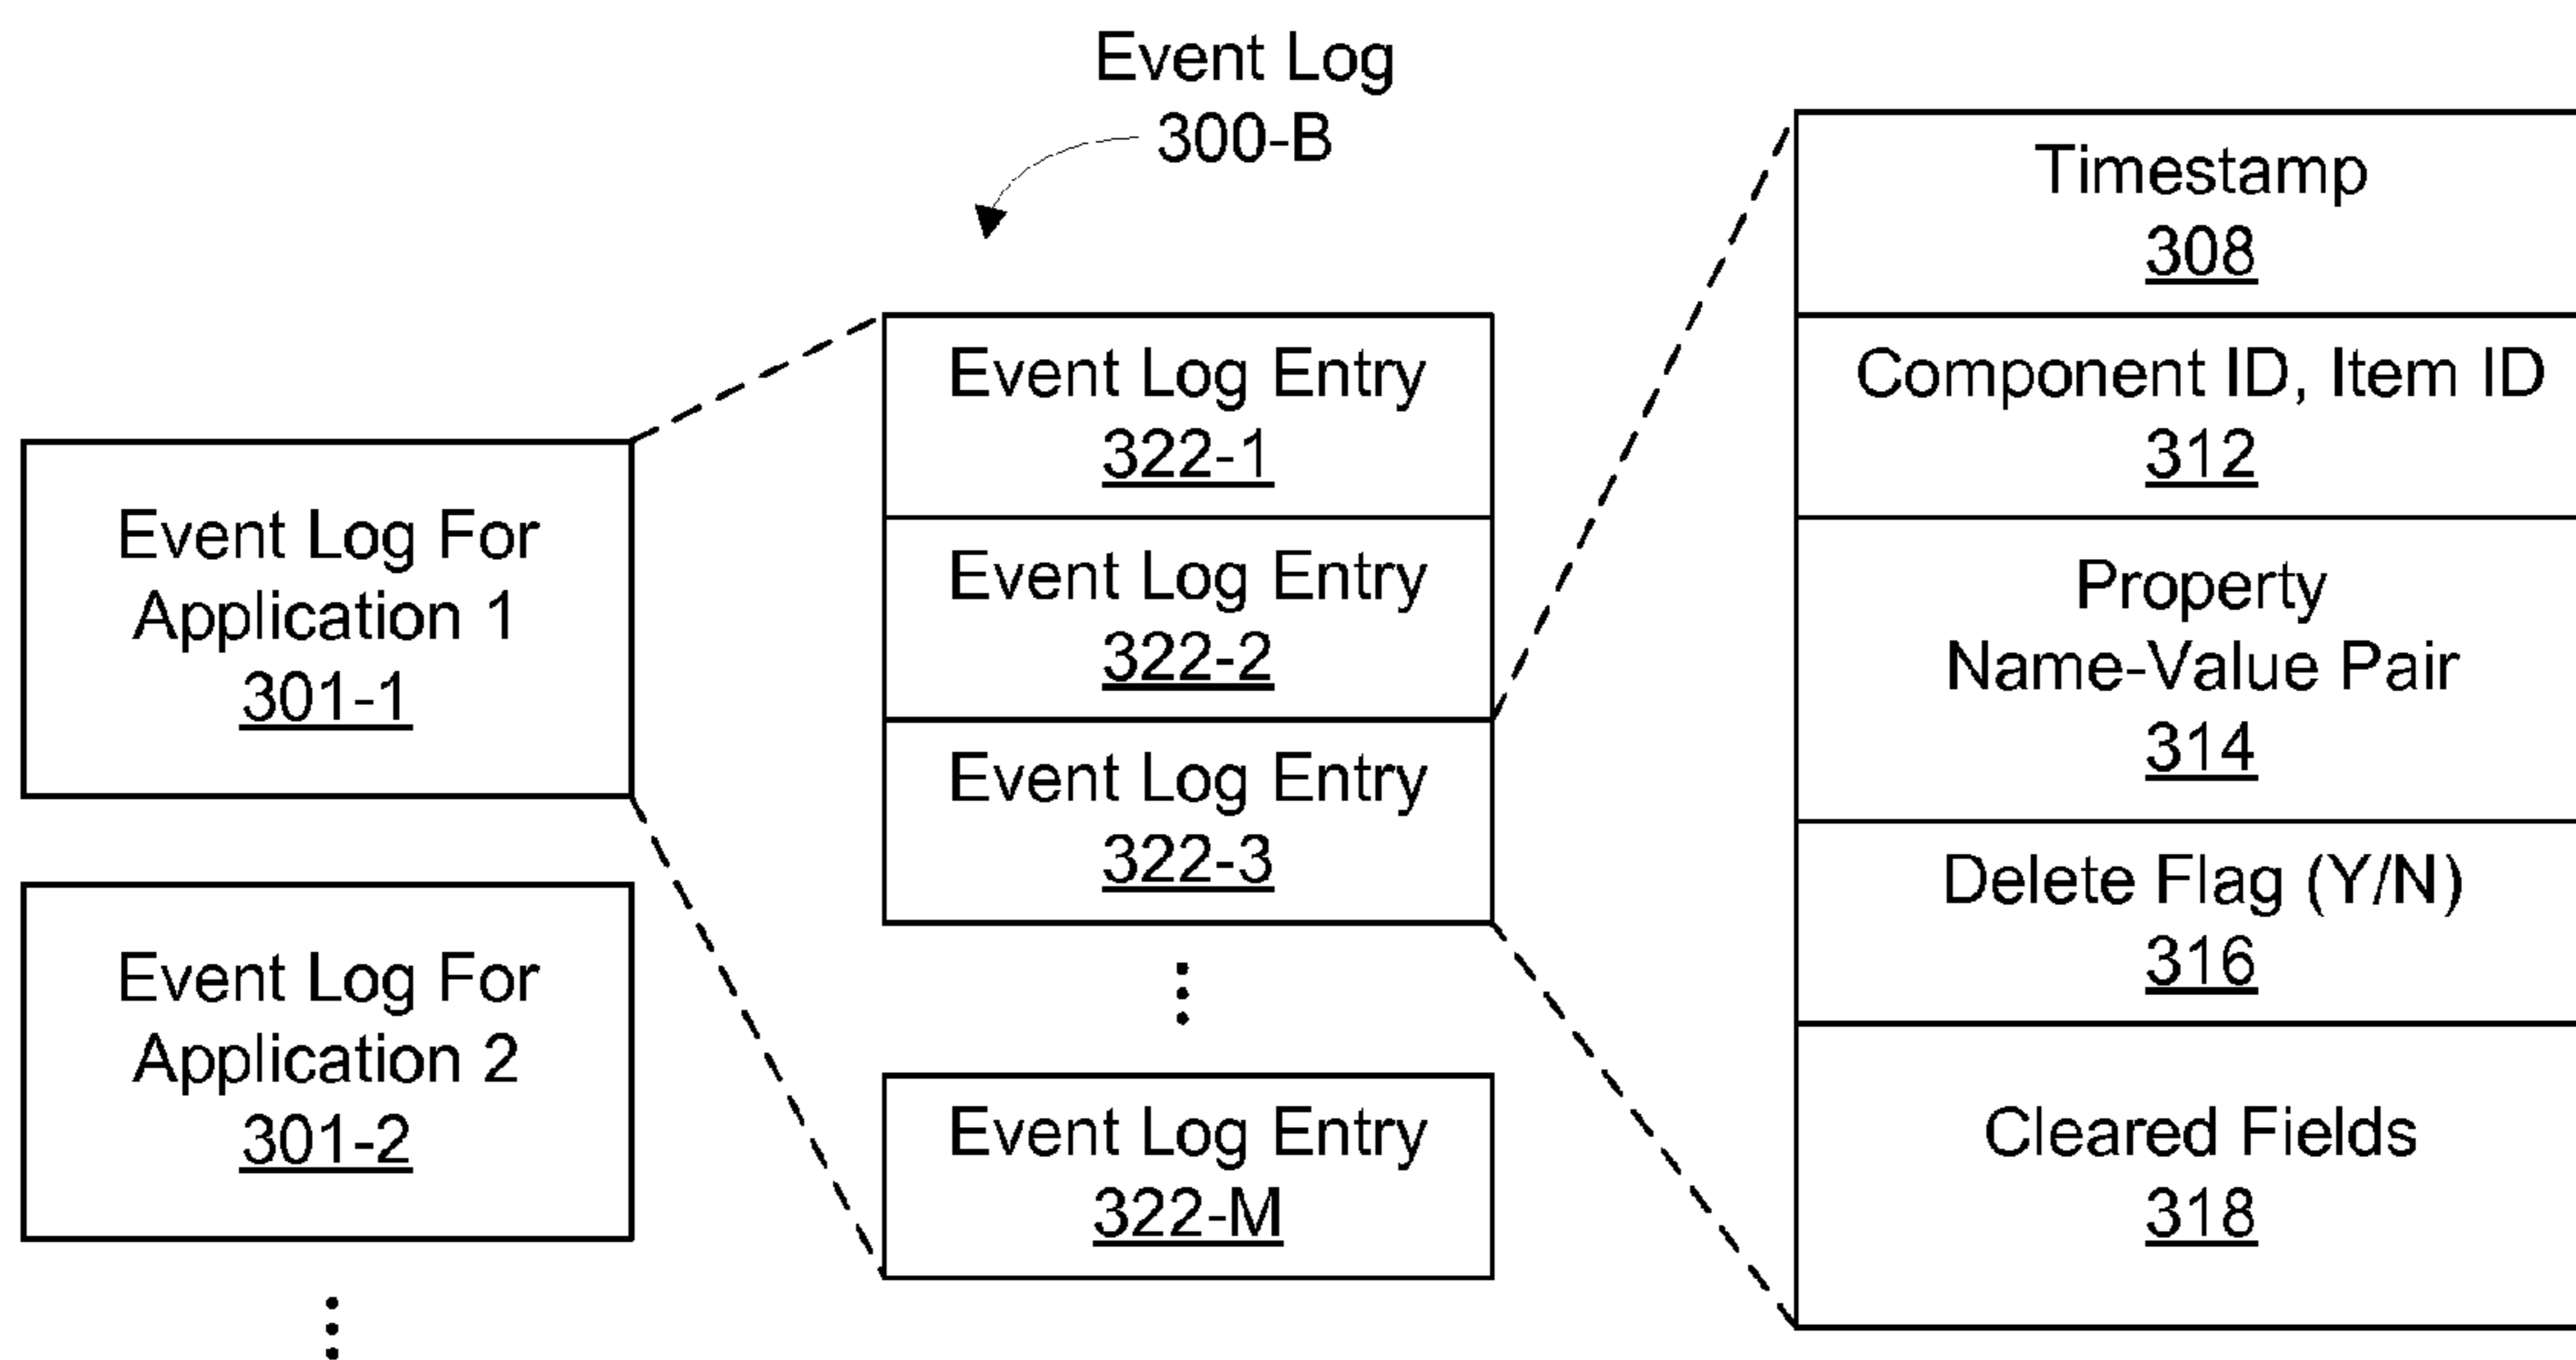 Event Log
300-B
Event Log For
Application 1
301-1
Event Log For
Application 2
301-2
Event Log Entry
322-1
Event Log Entry
322-2
Event Log Entry
322-3
Event Log Entry
322-M
Timestamp
308
Component ID, Item ID
312
Property
Name-Value Pair
314
Delete Flag (Y/N)
316
Cleared Fields
318